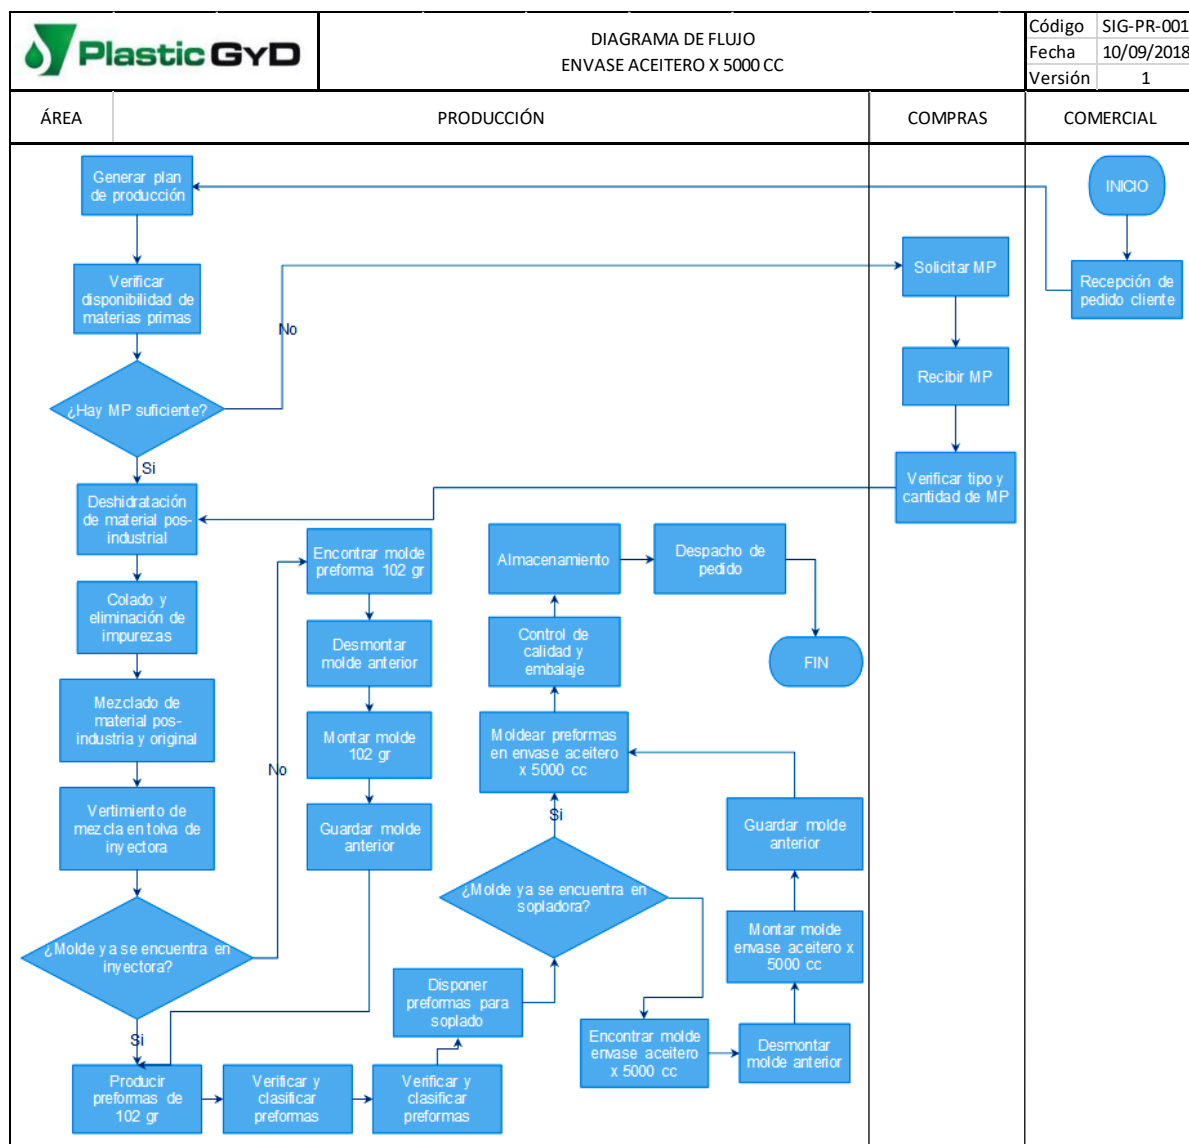 Plastic GYD
DIAGRAMA DE FLUJO
ENVASE ACEITERO X 5000 CC
Código SIG-PR-001
Fecha 10/09/2018
Versión 1
ÁREA
PRODUCCIÓN
COMPRAS
COMERCIAL
INICIO
Recepción de
pedido cliente
Generar plan
de producción
Verificar
disponibilidad de
materias primas
¿Hay MP suficiente?
No
Solicitar MP
Recibir MP
Verificar tipo y
cantidad de MP
Si
Deshidratación
de material pos-
industrial
Colado y
eliminación de
impurezas
Mezclado de
material pos-
industria y original
Vertimiento de
mezcla en tolva de
inyectora
¿Molde ya se encuentra en
inyectora?
No
Encontrar molde
preforma 102 gr
Desmontar
molde anterior
Montar molde
102 gr
Guardar molde
anterior
Si
Producir
preformas de
102 gr
Verificar y
clasificar
preformas
Verificar y
clasificar
preformas
Disponer
preformas para
soplado
¿Molde ya se encuentra en
sopladora?
Encontrar molde
envase aceitero
x 5000 cc
Desmontar
molde anterior
Montar molde
envase aceitero x
5000 cc
Guardar molde
anterior
Si
Moldear preformas
en envase aceitero
x 5000 cc
Control de
calidad y
embalaje
Almacenamiento
Despacho de
pedido
FIN